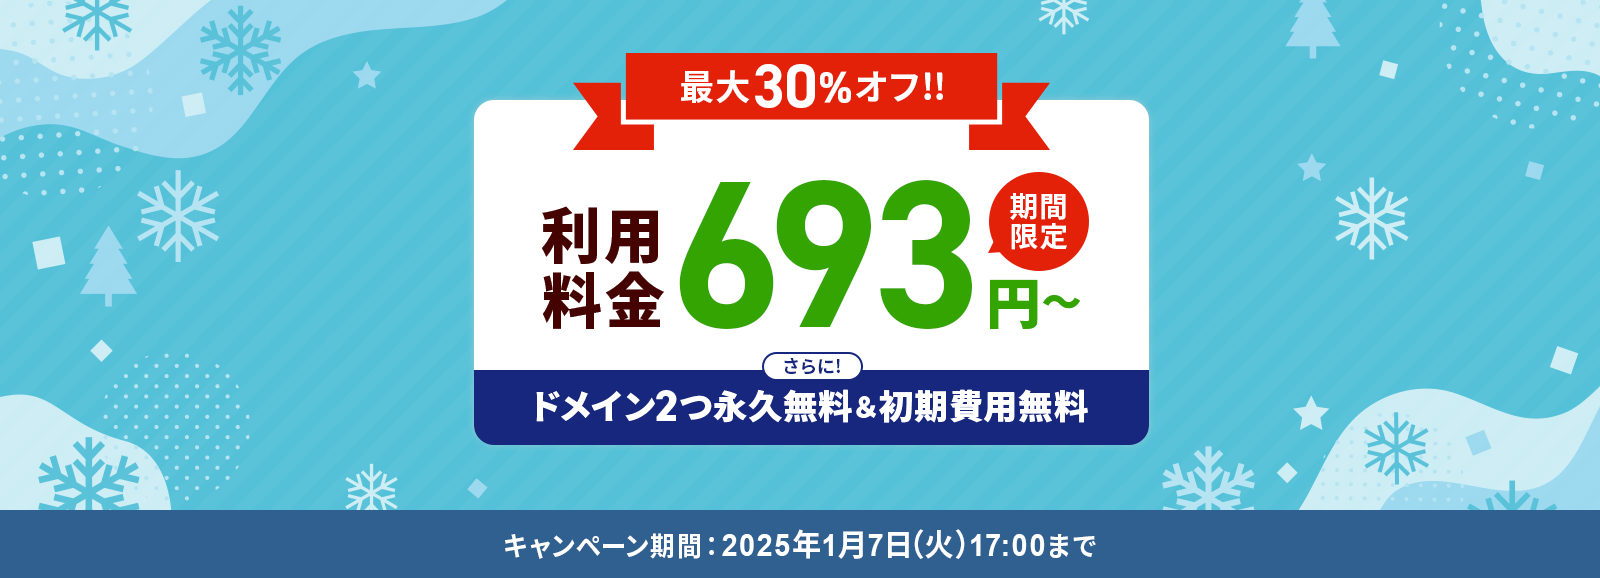 最大30%オフ!!
利用
料金
693円〜
期間
限定
さらに!
ドメイン2つ永久無料&初期費用無料
キャンペーン期間：2025年1月7日(火)17:00まで